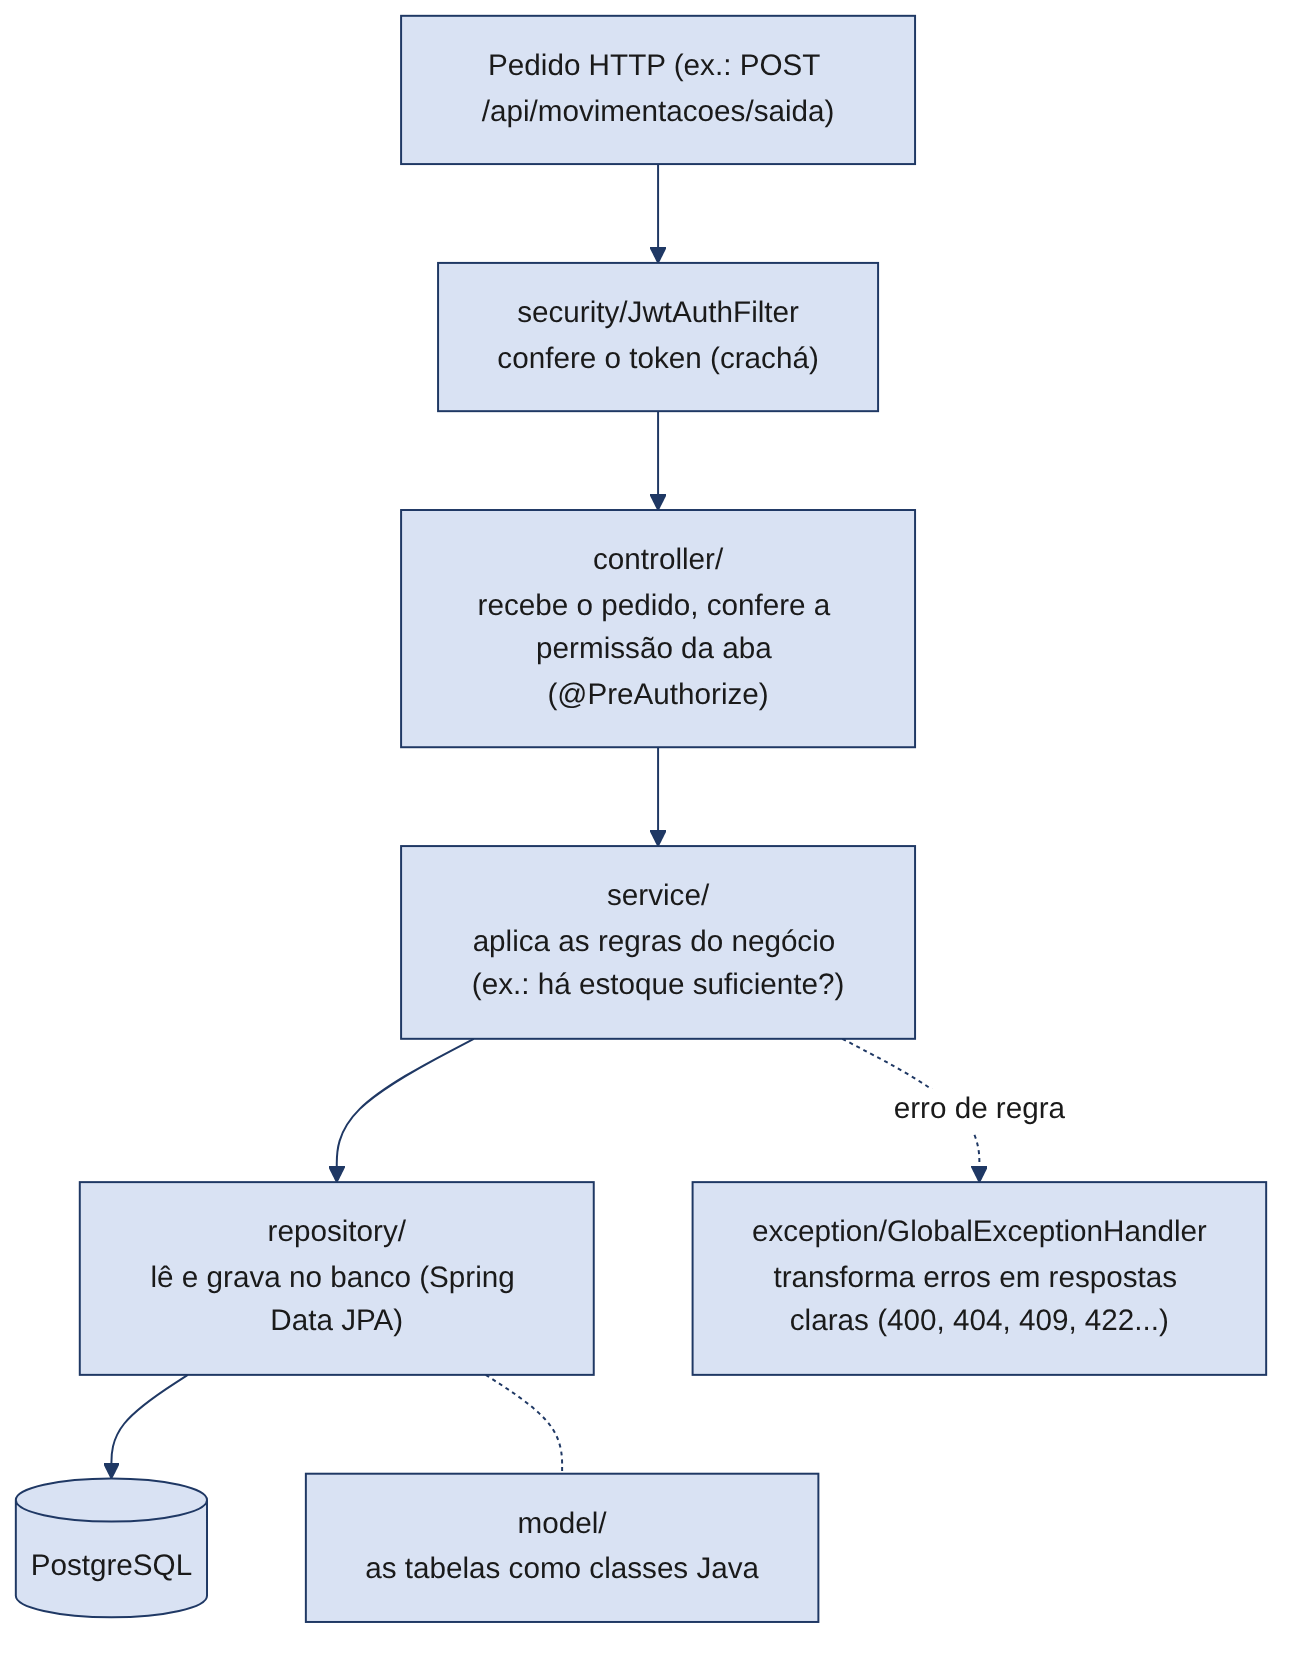 Pedido HTTP (ex.: POST
/api/movimentacoes/saida)
security/JwtAuthFilter
confere o token (crachá)
controller/
recebe o pedido, confere a
permissão da aba
(@PreAuthorize)
service/
aplica as regras do negócio
(ex.: há estoque suficiente?)
erro de regra
repository/
lê e grava no banco (Spring
Data JPA)
exception/GlobalExceptionHandler
transforma erros em respostas
claras (400, 404, 409, 422...)
PostgreSQL
model/
as tabelas como classes Java